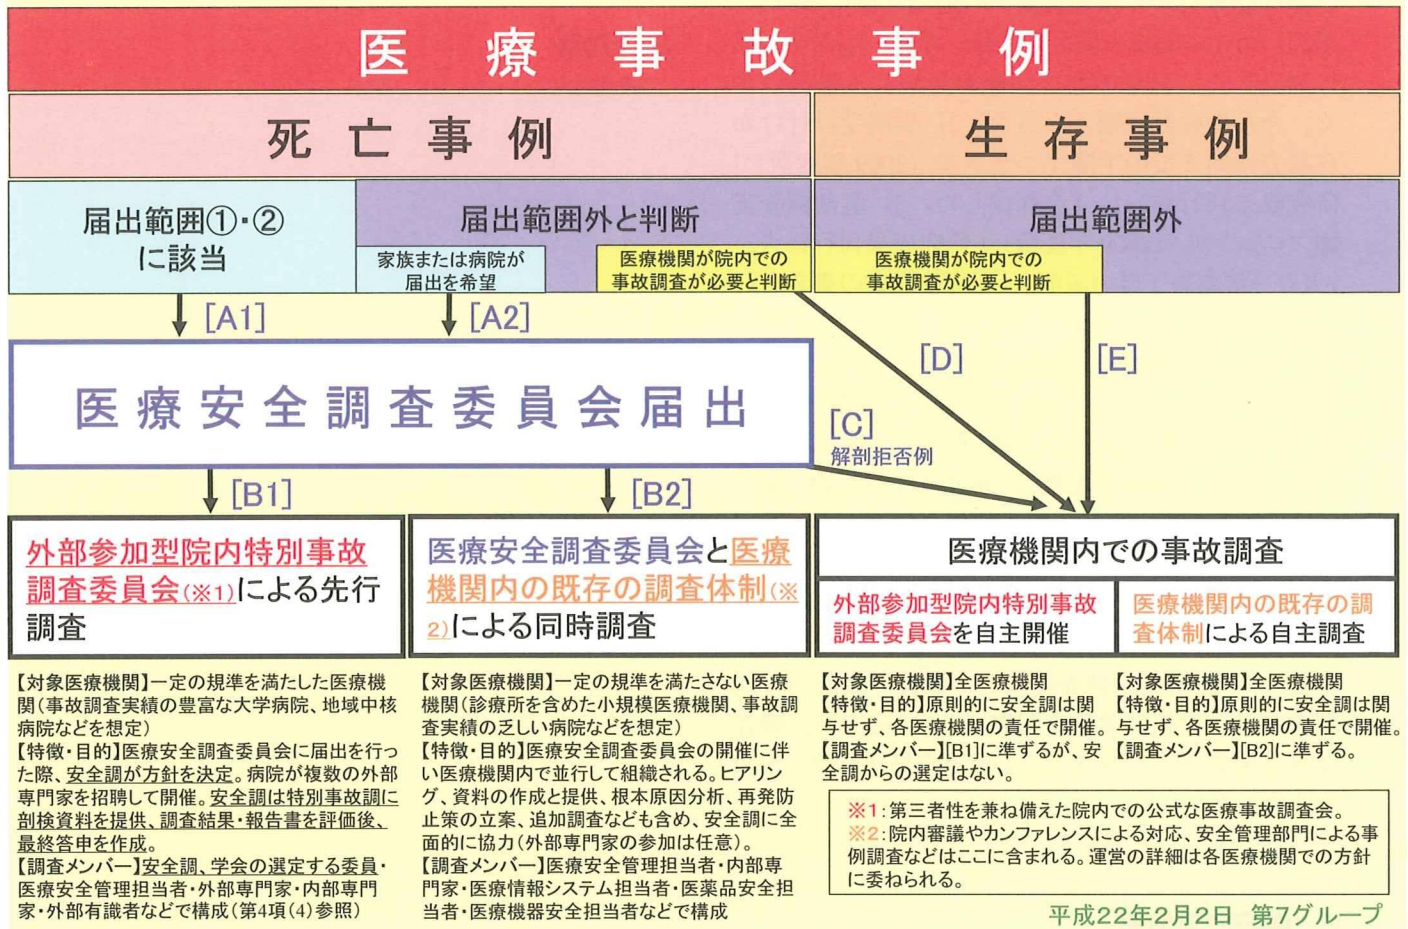 医療事故事例
死亡事例
生存事例
届出範囲①・②
に該当
届出範囲外と判断
家族または病院が
届出を希望
医療機関が院内での
事故調査が必要と判断
届出範囲外
医療機関が院内での
事故調査が必要と判断
[A1]
[A2]
[D]
[E]
医療安全調査委員会届出
[C]
解剖拒否例
[B1]
[B2]
外部参加型院内特別事故
調査委員会(※1)による先行
調査
医療安全調査委員会と医療
機関内の既存の調査体制(※
2)による同時調査
医療機関内での事故調査
外部参加型院内特別事故
調査委員会を自主開催
医療機関内の既存の調
査体制による自主調査
【対象医療機関】一定の規準を満たした医療機
関(事故調査実績の豊富な大学病院、地域中核
病院などを想定)
【特徴・目的】医療安全調査委員会に届出を行っ
た際、安全調が方針を決定。病院が複数の外部
専門家を招聘して開催。安全調は特別事故調に
剖検資料を提供、調査結果・報告書を評価後、
最終答申を作成。
【調査メンバー】安全調、学会の選定する委員・
医療安全管理担当者・外部専門家・内部専門
家・外部有識者などで構成(第4項(4)参照)
【対象医療機関】一定の規準を満たさない医療
機関(診療所を含めた小規模医療機関、事故調
査実績の乏しい病院などを想定)
【特徴・目的】医療安全調査委員会の開催に伴
い医療機関内で並行して組織される。ヒアリン
グ、資料の作成と提供、根本原因分析、再発防
止策の立案、追加調査なども含め、安全調に全
面的に協力(外部専門家の参加は任意)。
【調査メンバー】医療安全管理担当者・内部専
門家・医療情報システム担当者・医薬品安全担
当者・医療機器安全担当者などで構成
【対象医療機関】全医療機関
【特徴・目的】原則的に安全調は関
与せず、各医療機関の責任で開催。
【調査メンバー】[B1]に準ずるが、安
全調からの選定はない。
【対象医療機関】全医療機関
【特徴・目的】原則的に安全調は関
与せず、各医療機関の責任で開催。
【調査メンバー】[B2]に準ずる。
※1:第三者性を兼ね備えた院内での公式な医療事故調査会。
※2:院内審議やカンファレンスによる対応、安全管理部門による事
例調査などはここに含まれる。運営の詳細は各医療機関での方針
に委ねられる。
平成22年2月2日 第7グループ